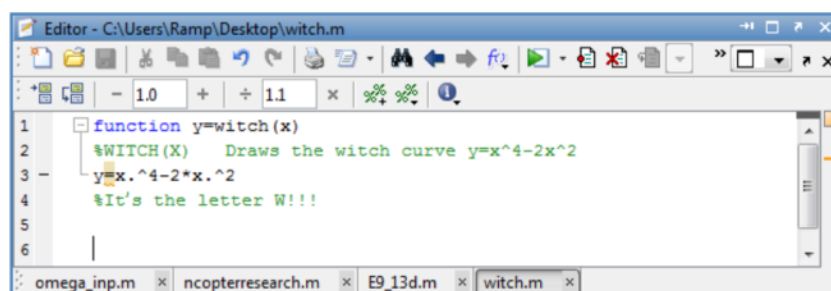 Editor - C:\Users\Ramp\Desktop\witch.m
- 1.0 + ÷ 1.1 ×
1 function y=witch(x)
2 %WITCH(X) Draws the witch curve y=x^4-2x^2
3 - y=x.^4-2*x.^2
4 %It's the letter W!!!
5
6
omega_inp.m × ncopterresearch.m × E9_13d.m × witch.m ×